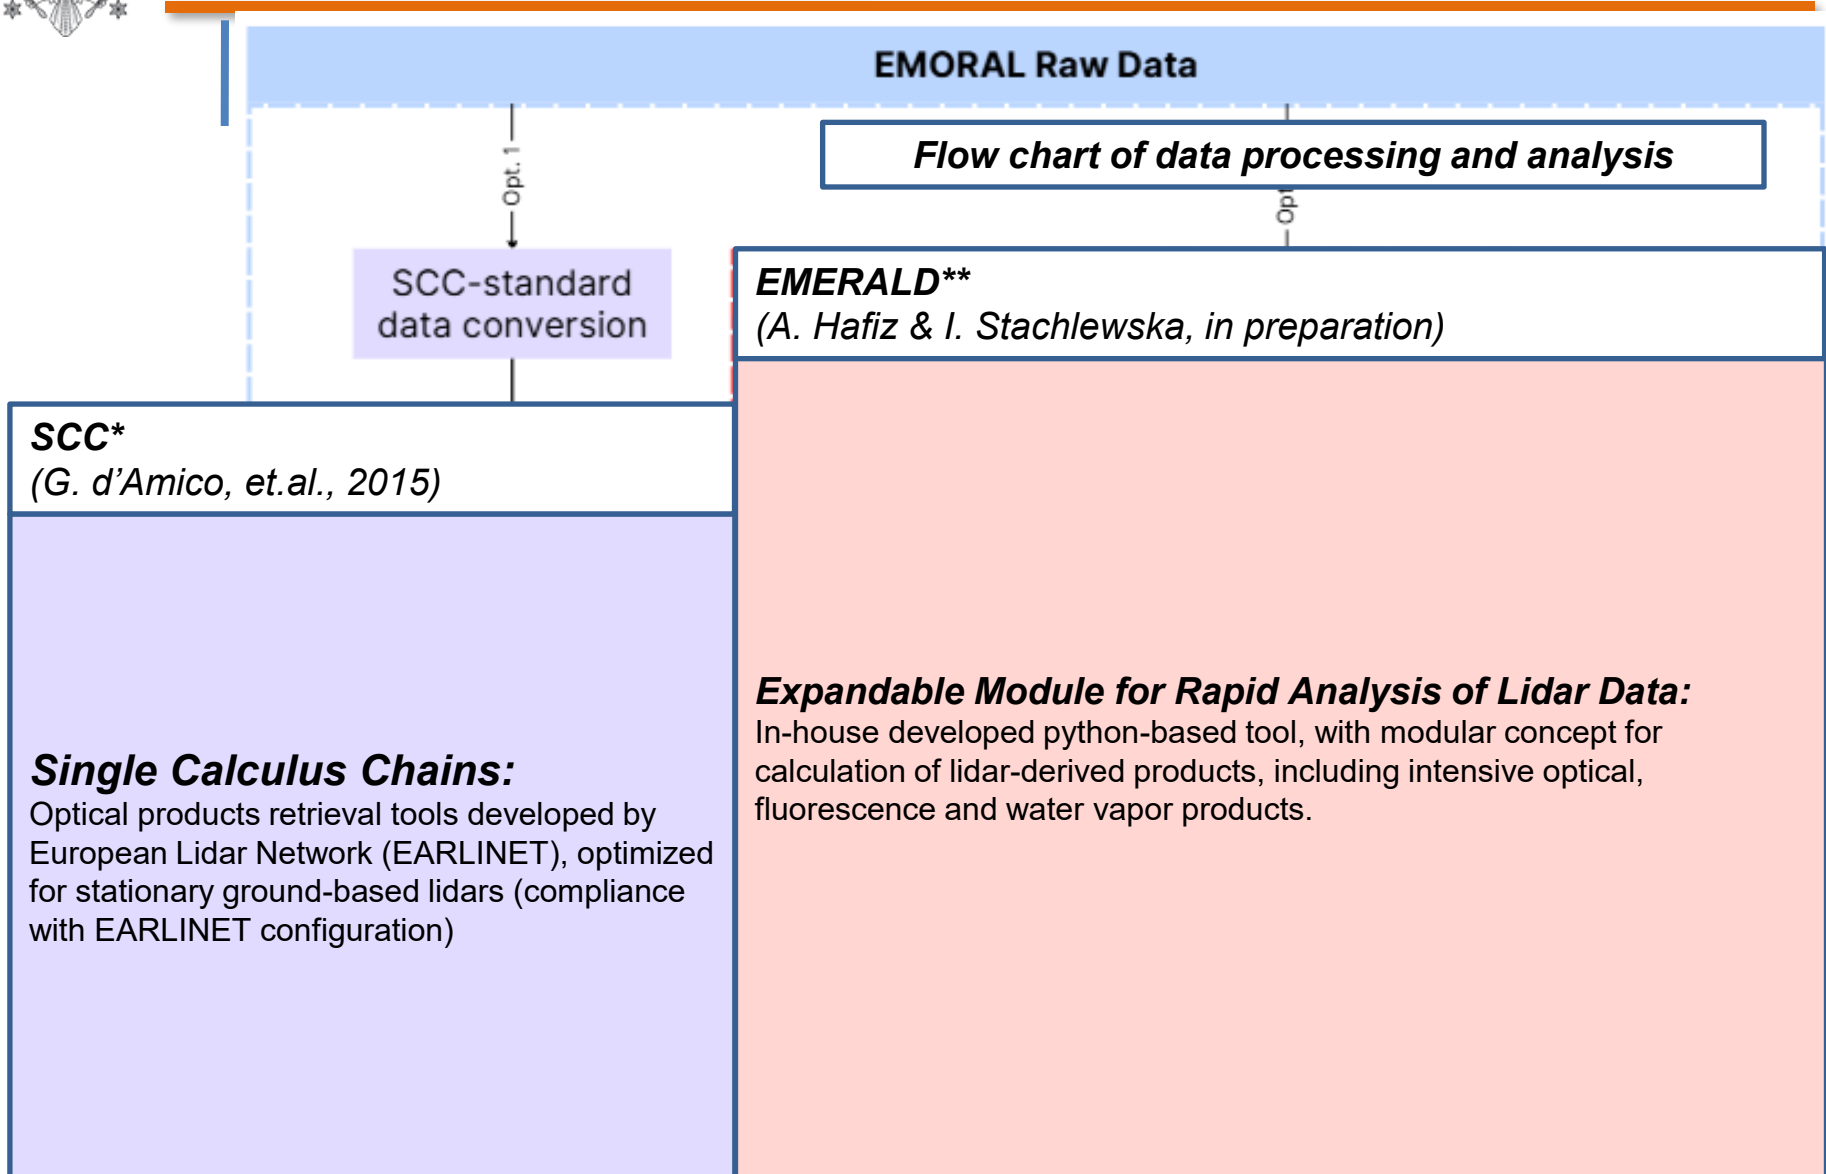 EMORAL Raw Data
Opt. 1
Flow chart of data processing and analysis
Opt
SCC-standard
data conversion
EMERALD**
(A. Hafiz & I. Stachlewska, in preparation)
SCC*
(G. d’Amico, et.al., 2015)
Expandable Module for Rapid Analysis of Lidar Data:
In-house developed python-based tool, with modular concept for
calculation of lidar-derived products, including intensive optical,
fluorescence and water vapor products.
Single Calculus Chains:
Optical products retrieval tools developed by
European Lidar Network (EARLINET), optimized
for stationary ground-based lidars (compliance
with EARLINET configuration)